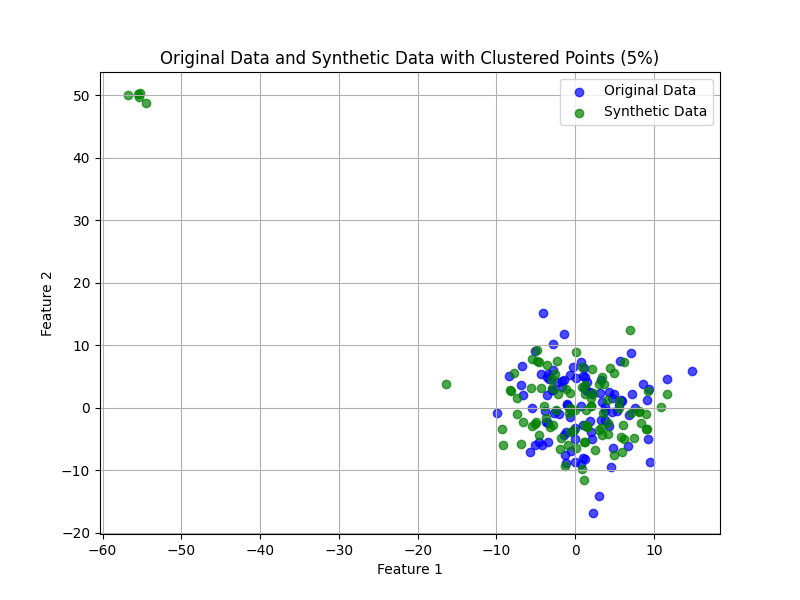 Original Data and Synthetic Data with Clustered Points (5%)
Original Data
Synthetic Data
Feature 2
50
40
30
20
10
0
−10
−20
−60 −50 −40 −30 −20 −10 0 10
Feature 1